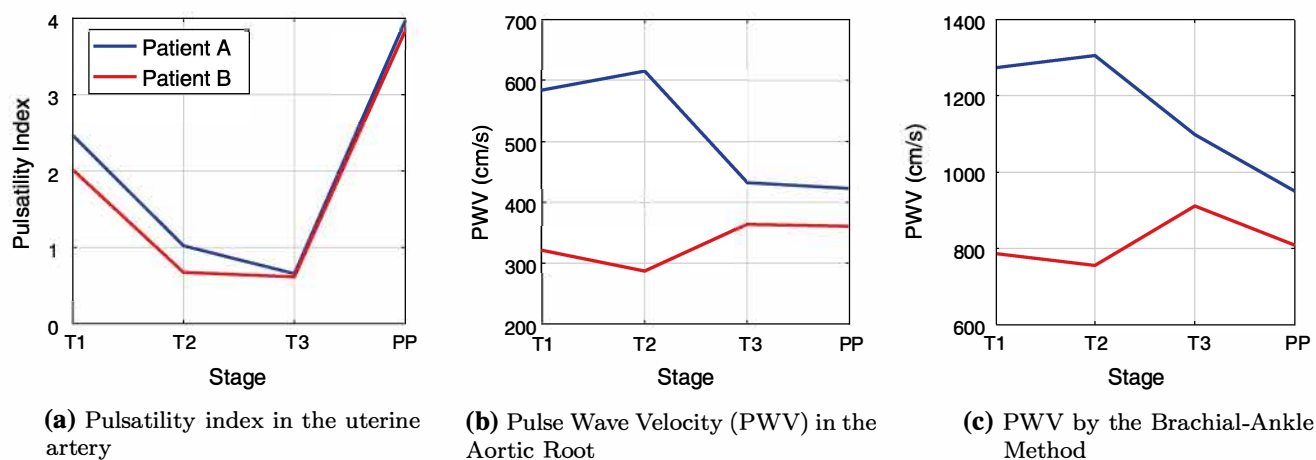 4
3
2
1
0
Pulsatility Index
Patient A
Patient B
T1 T2 T3 PP
Stage
(a) Pulsatility index in the uterine
artery
700
600
500
400
300
200
PWV (cm/s)
T1 T2 T3 PP
Stage
(b) Pulse Wave Velocity (PWV) in the
Aortic Root
1400
1200
1000
800
600
PWV (cm/s)
T1 T2 T3 PP
Stage
(c) PWV by the Brachial-Ankle
Method